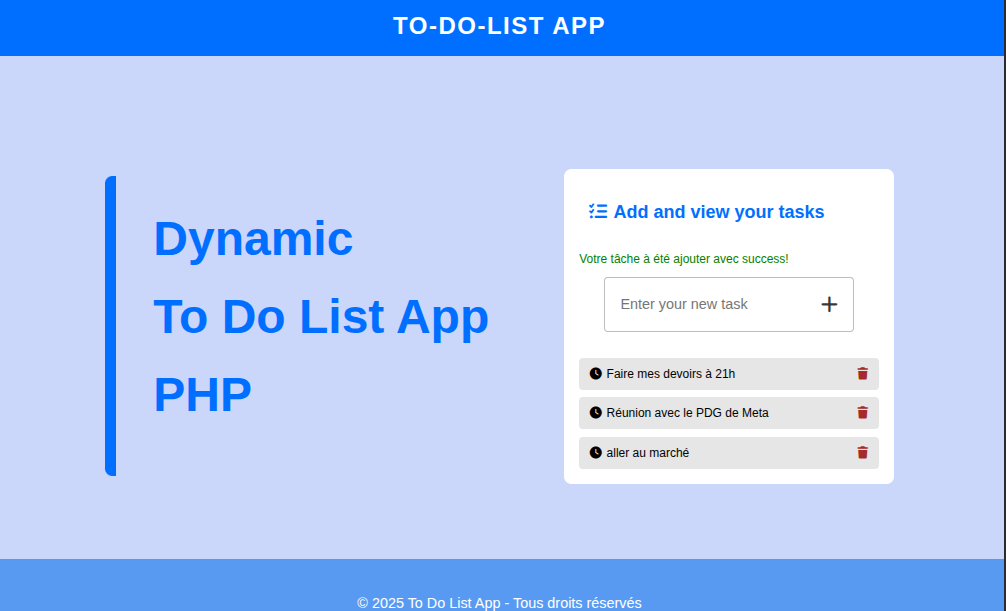 TO-DO-LIST APP
Dynamic
To Do List App
PHP
Add and view your tasks
Votre tâche à été ajouter avec success!
Enter your new task
Faire mes devoirs à 21h
Réunion avec le PDG de Meta
aller au marché
© 2025 To Do List App - Tous droits réservés